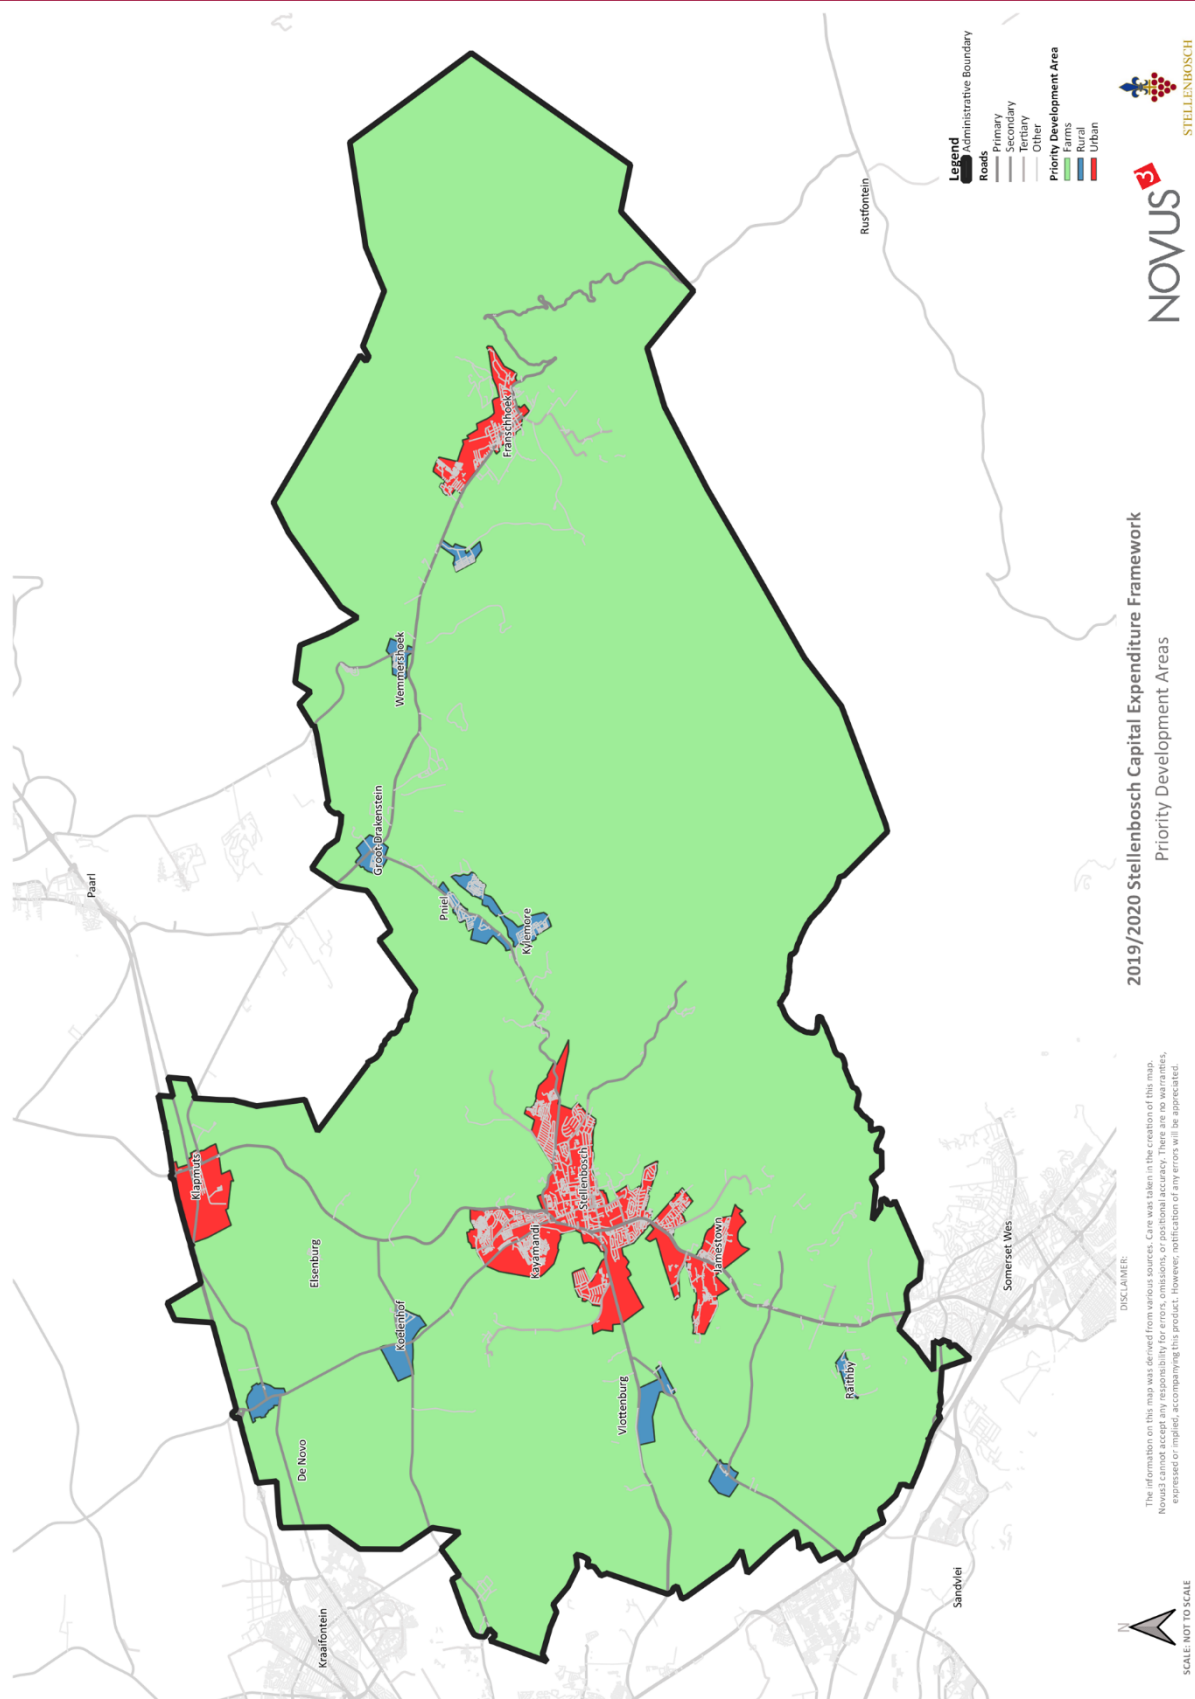 Legend
Administrative Boundary
Roads
Primary
Secondary
Tertiary
Other
Priority Development Area
Farms
Rural
Urban
STELLENBOSCH
NOVUS3
Rustfontein
Franschhoek
Wemmershoek
Groot-Drakenstein
Paarl
Pniel
Kylemore
Klapmuts
Stellenbosch
Elsenburg
Kayamandi
Jamestown
Koelenhof
Somerset Wes
Raithby
Vlottenburg
De Novo
Kraaifontein
Sandvlei
2019/2020 Stellenbosch Capital Expenditure Framework
Priority Development Areas
DISCLAIMER:
The information on this map was derived from various sources. Care was taken in the creation of this map.
Novus3 cannot accept any responsibility for errors, omissions, or positional accuracy. There are no warranties,
expressed or implied, accompanying this product. However, notification of any errors will be appreciated.
N
SCALE: NOT TO SCALE